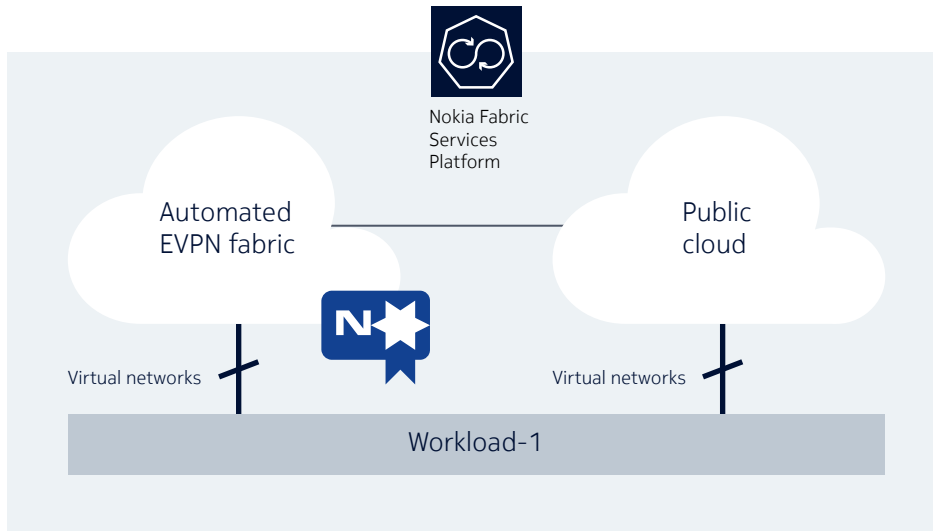 Nokia Fabric
Services
Platform
Automated
EVPN fabric
Public
cloud
N
Virtual networks
Virtual networks
Workload-1